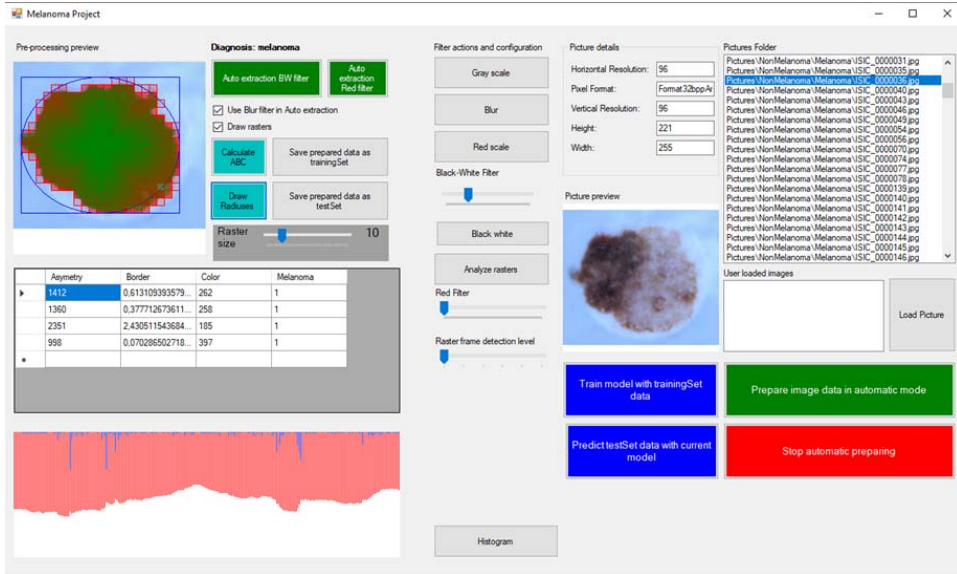 Melanoma Project
Pre-processing preview
Diagnosis: melanoma
Auto extraction BW filter
Auto
extraction
Red filter
Use Blur filter in Auto extraction
Draw rasters
Calculate
ABC
Save prepared data as
trainingSet
Draw
Radiuses
Save prepared data as
testSet
Raster
size
10
Asymetry Border Color Melanoma
1412 0,613109393579... 262 1
1360 0,377712673611... 258 1
2351 2,430511543684... 185 1
998 0,070286502718... 397 1
Filter actions and configuration
Gray scale
Blur
Red scale
Black-White Filter
Black white
Analyze rasters
Red Filter
Raster frame detection level
Histogram
Picture details
Horizontal Resolution: 96
Pixel Format: Format32bppAr
Vertical Resolution: 96
Height: 221
Width: 255
Picture preview
Pictures Folder
Pictures\NonMelanoma\Melanoma\ISIC_0000031.jpg
Pictures\NonMelanoma\Melanoma\ISIC_0000035.jpg
Pictures\NonMelanoma\Melanoma\ISIC_0000036.jpg
Pictures\NonMelanoma\Melanoma\ISIC_0000040.jpg
Pictures\NonMelanoma\Melanoma\ISIC_0000043.jpg
Pictures\NonMelanoma\Melanoma\ISIC_0000046.jpg
Pictures\NonMelanoma\Melanoma\ISIC_0000049.jpg
Pictures\NonMelanoma\Melanoma\ISIC_0000054.jpg
Pictures\NonMelanoma\Melanoma\ISIC_0000056.jpg
Pictures\NonMelanoma\Melanoma\ISIC_0000070.jpg
Pictures\NonMelanoma\Melanoma\ISIC_0000074.jpg
Pictures\NonMelanoma\Melanoma\ISIC_0000077.jpg
Pictures\NonMelanoma\Melanoma\ISIC_0000078.jpg
Pictures\NonMelanoma\Melanoma\ISIC_0000139.jpg
Pictures\NonMelanoma\Melanoma\ISIC_0000140.jpg
Pictures\NonMelanoma\Melanoma\ISIC_0000141.jpg
Pictures\NonMelanoma\Melanoma\ISIC_0000142.jpg
Pictures\NonMelanoma\Melanoma\ISIC_0000143.jpg
Pictures\NonMelanoma\Melanoma\ISIC_0000144.jpg
Pictures\NonMelanoma\Melanoma\ISIC_0000145.jpg
Pictures\NonMelanoma\Melanoma\ISIC_0000146.jpg
User loaded images
Load Picture
Train model with trainingSet
data
Prepare image data in automatic mode
Predict testSet data with current
model
Stop automatic preparing